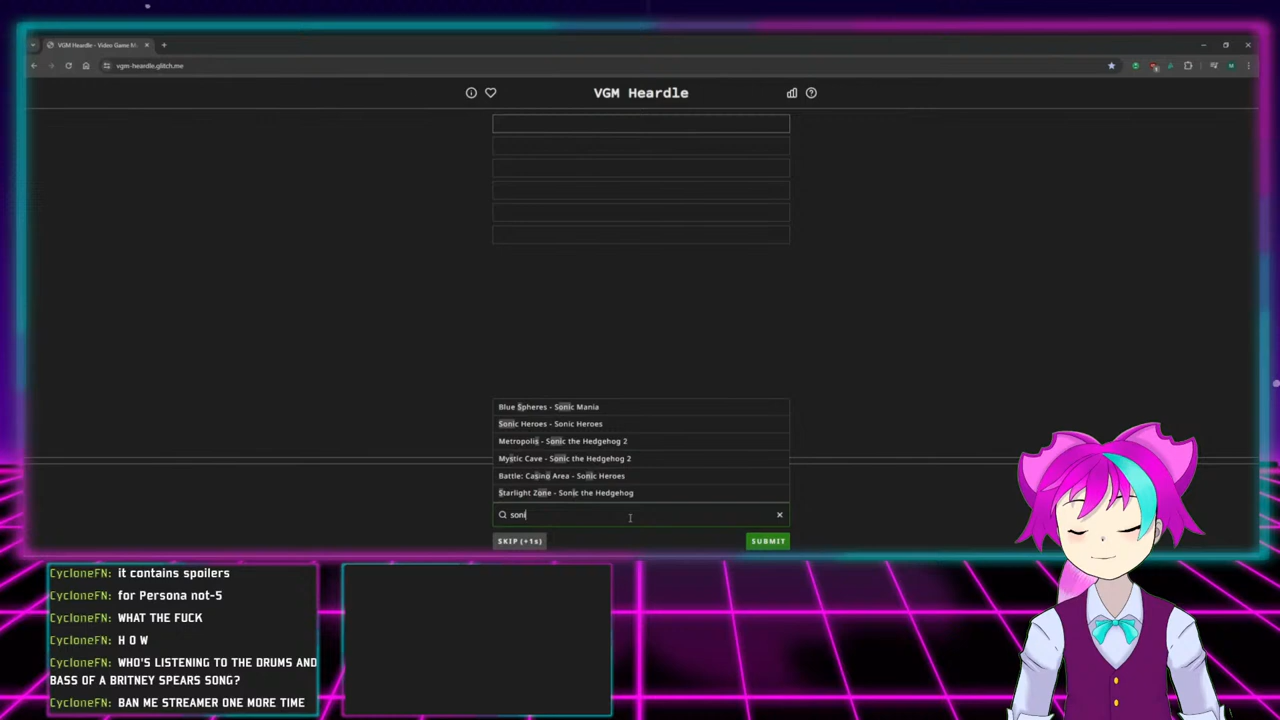 VGM Heardle - Video Game M
vgm-heardle.glitch.me
VGM Heardle
Blue Spheres - Sonic Mania
Sonic Heroes - Sonic Heroes
Metropolis - Sonic the Hedgehog 2
Mystic Cave - Sonic the Hedgehog 2
Battle: Casino Area - Sonic Heroes
Starlight Zone - Sonic the Hedgehog
soni
SKIP (+1s)
SUBMIT
CycloneFN: it contains spoilers
CycloneFN: for Persona not-5
CycloneFN: WHAT THE FUCK
CycloneFN: H O W
CycloneFN: WHO'S LISTENING TO THE DRUMS AND
BASS OF A BRITNEY SPEARS SONG?
CycloneFN: BAN ME STREAMER ONE MORE TIME